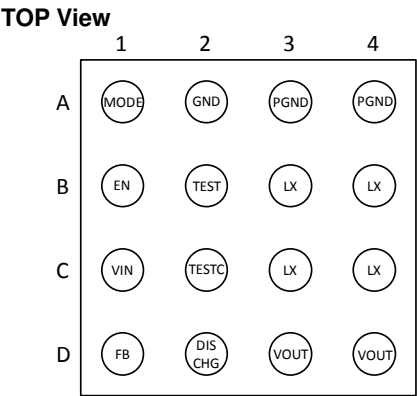 TOP View
1 2 3 4
A MODE GND PGND PGND
B EN TEST LX LX
C VIN TESTC LX LX
D FB DIS CHG VOUT VOUT